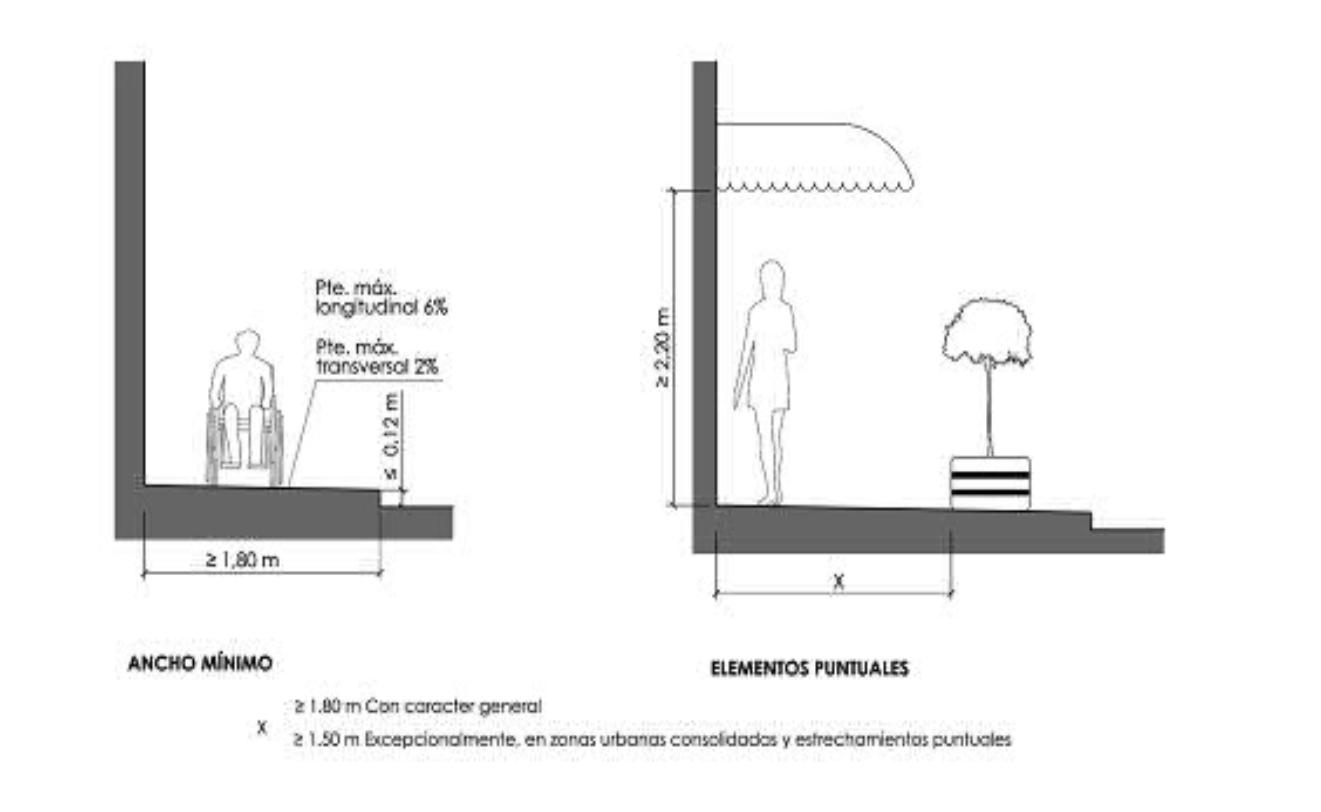 Pte. máx.
longitudinal 6%
Pte. máx.
transversal 2%
≤ 0,12 m
≥ 1,80 m
≥ 2,20 m
X
ANCHO MÍNIMO
ELEMENTOS PUNTUALES
≥ 1.80 m Con caracter general
X
≥ 1.50 m Excepcionalmente, en zonas urbanas consolidadas y estrechamientos puntuales